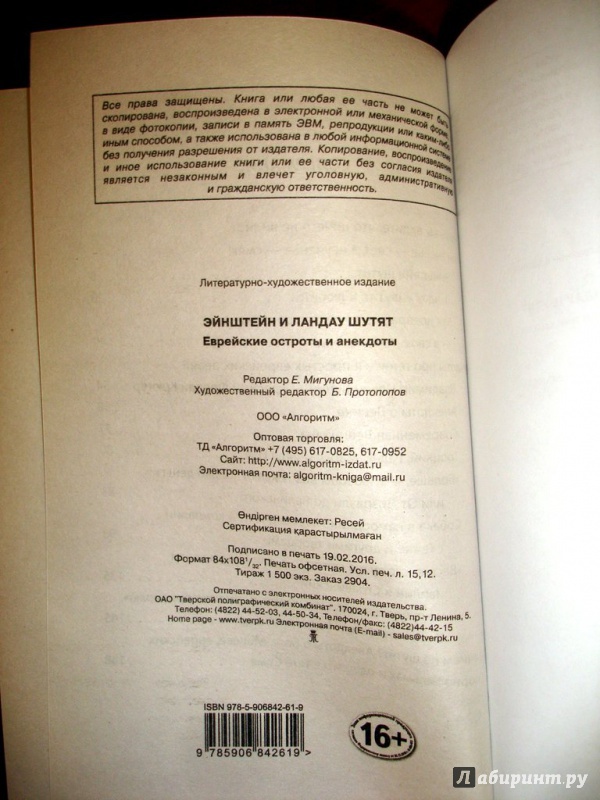 Все права защищены. Книга или любая ее часть не может быть
скопирована, воспроизведена в электронной или механической форме,
в виде фотокопии, записи в память ЭВМ, репродукции или каким-либо
иным способом, а также использована в любой информационной системе
без получения разрешения от издателя. Копирование, воспроизведение
и иное использование книги или ее части без согласия издателя
является незаконным и влечет уголовную, административную
и гражданскую ответственность.
Литературно-художественное издание
ЭЙНШТЕЙН И ЛАНДАУ ШУТЯТ
Еврейские остроты и анекдоты
Редактор Е. Мигунова
Художественный редактор Б. Протопопов
ООО «Алгоритм»
Оптовая торговля:
ТД «Алгоритм» +7 (495) 617-0825, 617-0952
Сайт: http://www.algoritm-izdat.ru
Электронная почта: algoritm-kniga@mail.ru
Өндірген мемлекет: Ресей
Сертификация қарастырылмаған
Подписано в печать 19.02.2016.
Формат 84x108 1/32. Печать офсетная. Усл. печ. л. 15,12.
Тираж 1 500 экз. Заказ 2904.
Отпечатано с электронных носителей издательства.
ОАО "Тверской полиграфический комбинат". 170024, г. Тверь, пр-т Ленина, 5.
Телефон: (4822) 44-52-03, 44-50-34, Телефон/факс: (4822)44-42-15
Home page - www.tverpk.ru Электронная почта (E-mail) - sales@tverpk.ru
ISBN 978-5-906842-61-9
9 785906 842619 >
16+
Лабиринт.ру